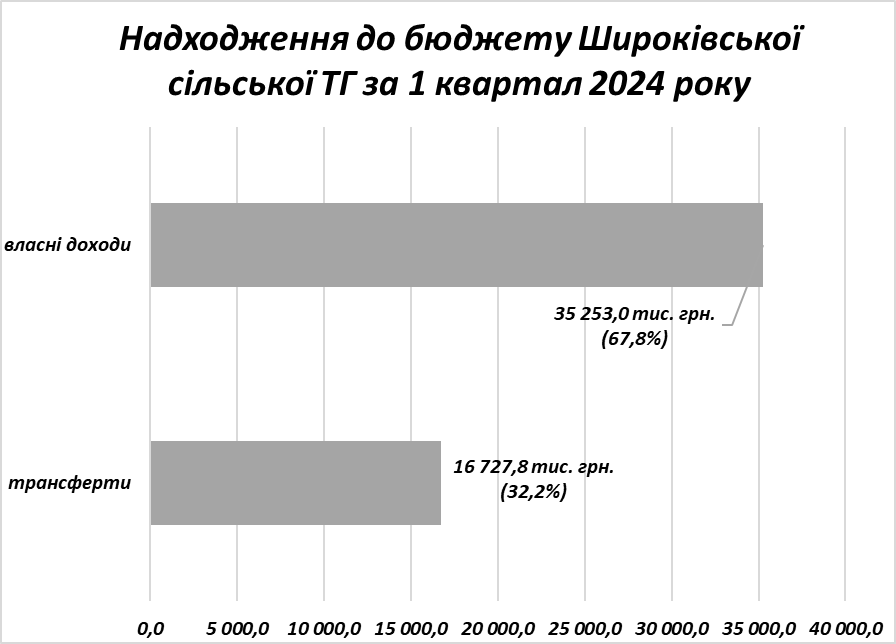 Надходження до бюджету Широківської
сільської ТГ за 1 квартал 2024 року
власні доходи
35 253,0 тис. грн.
(67,8%)
трансферти
16 727,8 тис. грн.
(32,2%)
0,0 5 000,0 10 000,0 15 000,0 20 000,0 25 000,0 30 000,0 35 000,0 40 000,0